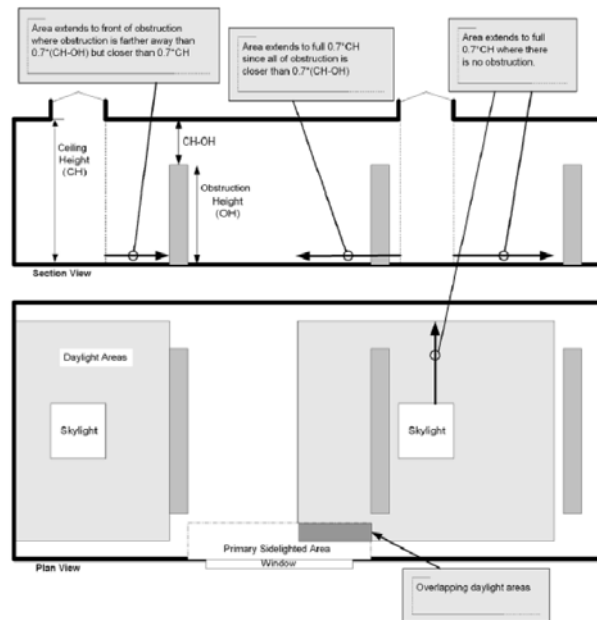 Area extends to front of obstruction
where obstruction is farther away than
0.7*(CH-OH) but closer than 0.7*CH
Area extends to full 0.7*CH
since all of obstruction is
closer than 0.7*(CH-OH)
Area extends to full
0.7*CH where there
is no obstruction.
Ceiling
Height
(CH)
CH-OH
Obstruction
Height
(OH)
Section View
Daylight Areas
Skylight
Skylight
Primary Sidelighted Area
Window
Plan View
Overlapping daylight areas